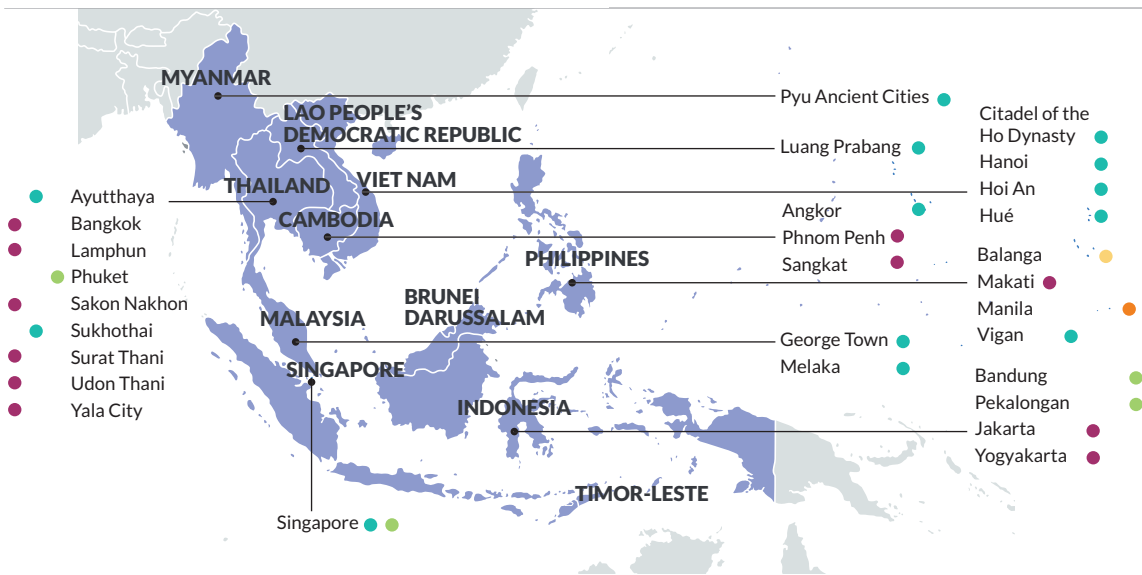 MYANMAR
LAO PEOPLE'S
DEMOCRATIC REPUBLIC
THAILAND
VIET NAM
CAMBODIA
PHILIPPINES
BRUNEI
DARUSSALAM
MALAYSIA
SINGAPORE
INDONESIA
TIMOR-LESTE
Ayutthaya
Bangkok
Lamphun
Phuket
Sakon Nakhon
Sukhothai
Surat Thani
Udon Thani
Yala City
Singapore
Pyu Ancient Cities
Luang Prabang
Angkor
Phnom Penh
Sangkat
George Town
Melaka
Citadel of the
Ho Dynasty
Hanoi
Hoi An
Hué
Balanga
Makati
Manila
Vigan
Bandung
Pekalongan
Jakarta
Yogyakarta